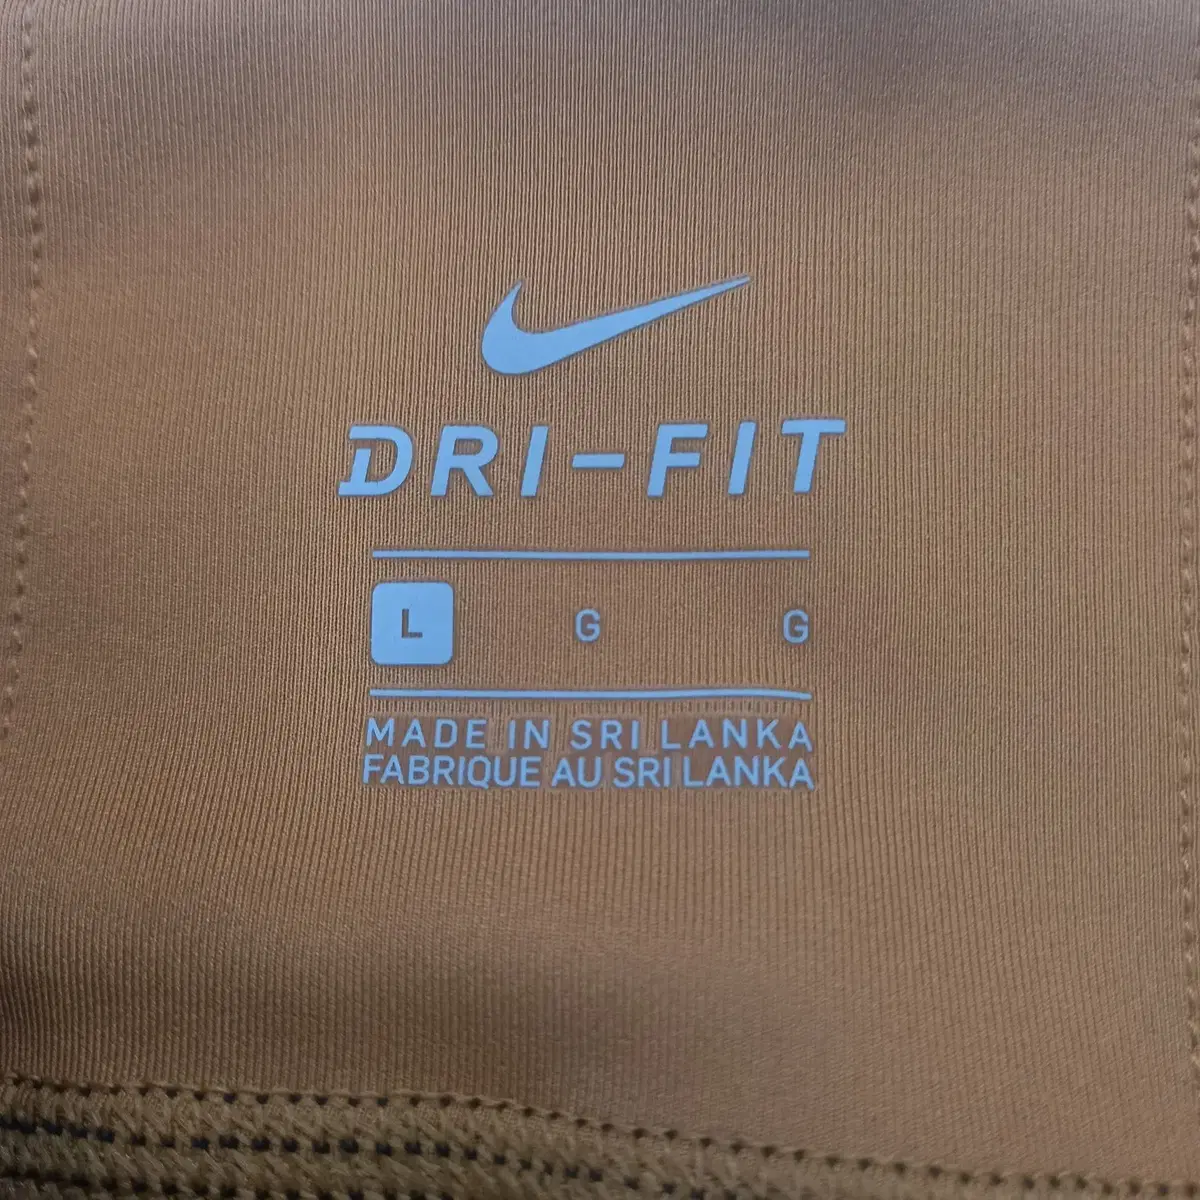 DRI-FIT
L G G
MADE IN SRI LANKA
FABRIQUE AU SRI LANKA